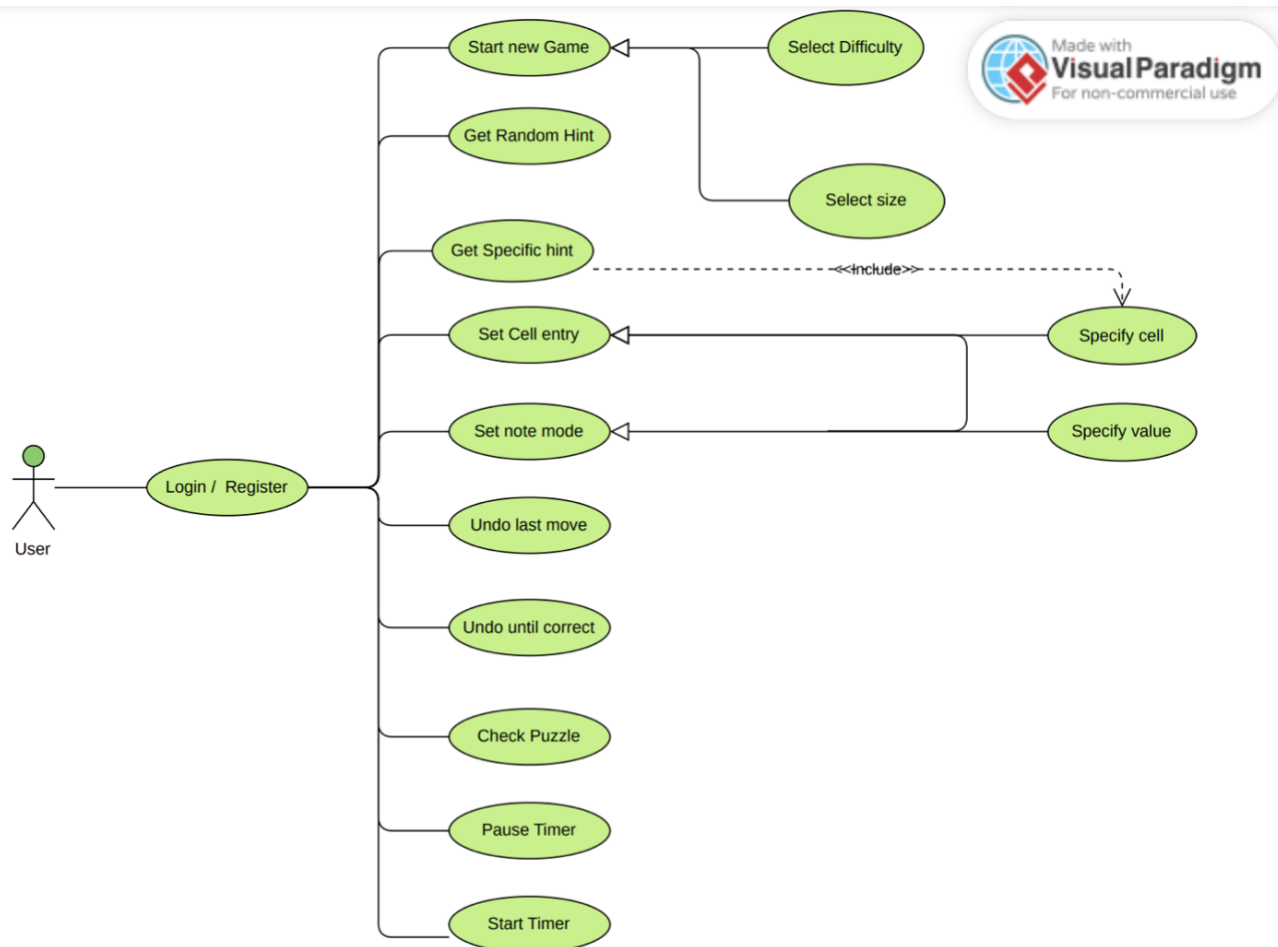 Start new Game
Select Difficulty
Made with
Visual Paradigm
For non-commercial use
Get Random Hint
Select size
Get Specific hint
<<Include>>
Set Cell entry
Specify cell
Set note mode
Specify value
Login /  Register
Undo last move
User
Undo until correct
Check Puzzle
Pause Timer
Start Timer